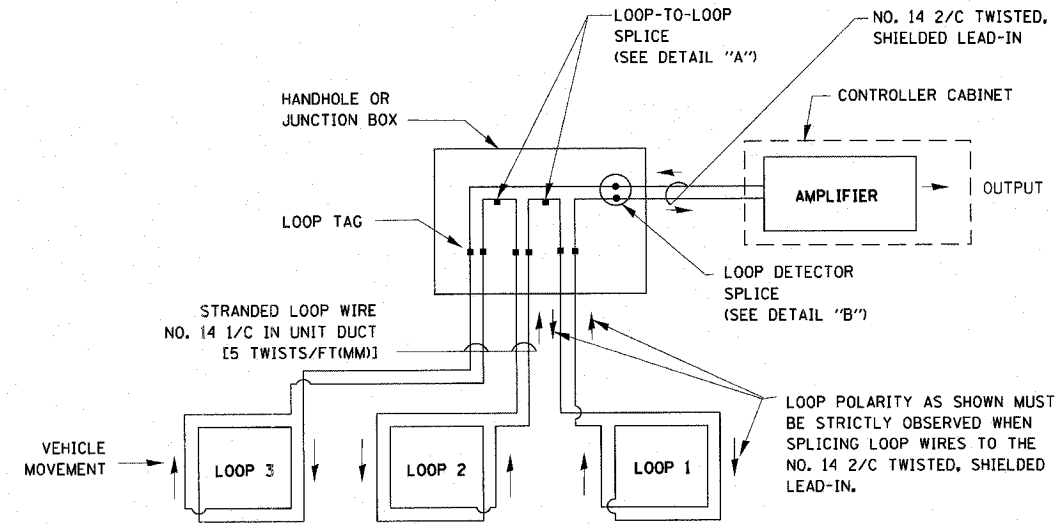 LOOP-TO-LOOP
SPLICE
(SEE DETAIL "A")
NO. 14 2/C TWISTED,
SHIELDED LEAD-IN
HANDHOLE OR
JUNCTION BOX
CONTROLLER CABINET
AMPLIFIER
OUTPUT
LOOP TAG
LOOP DETECTOR
SPLICE
(SEE DETAIL "B")
STRANDED LOOP WIRE
NO. 14 1/C IN UNIT DUCT
[5 TWISTS/FT(MM)]
LOOP POLARITY AS SHOWN MUST
BE STRICTLY OBSERVED WHEN
SPLICING LOOP WIRES TO THE
NO. 14 2/C TWISTED, SHIELDED
LEAD-IN.
VEHICLE
MOVEMENT
LOOP 3
LOOP 2
LOOP 1